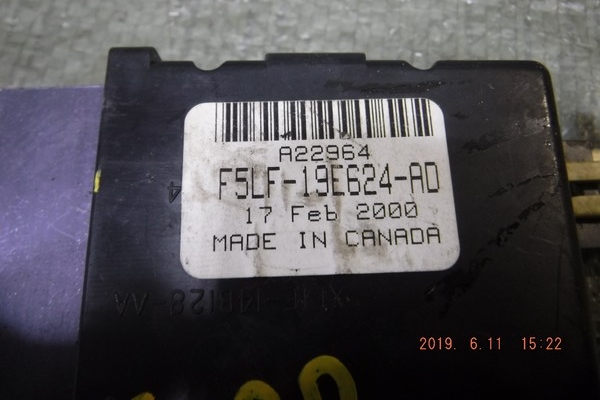 A22964
F5LF-19E624-AD
17 Feb 2000
MADE IN CANADA
2019. 6.11 15:22